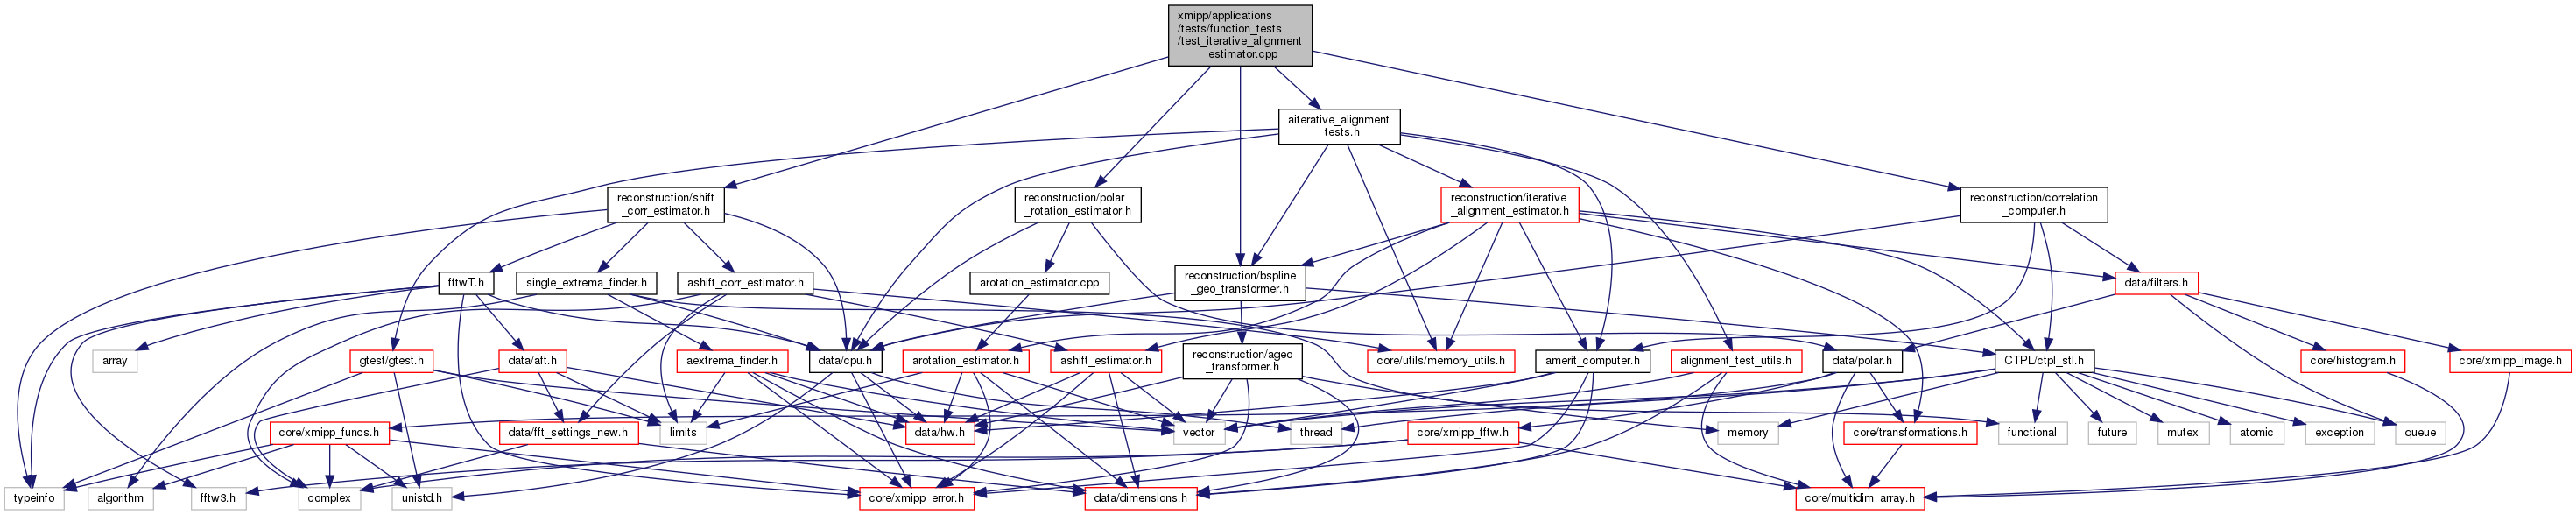 xmipp/applications
/tests/function_tests
/test_iterative_alignment
_estimator.cpp
aiterative_alignment
_tests.h
reconstruction/shift
_corr_estimator.h
reconstruction/polar
_rotation_estimator.h
reconstruction/iterative
_alignment_estimator.h
reconstruction/correlation
_computer.h
fftwT.h
single_extrema_finder.h
ashift_corr_estimator.h
arotation_estimator.cpp
reconstruction/bspline
_geo_transformer.h
data/filters.h
array
gtest/gtest.h
data/aft.h
aextrema_finder.h
data/cpu.h
arotation_estimator.h
ashift_estimator.h
reconstruction/ageo
_transformer.h
core/utils/memory_utils.h
amerit_computer.h
alignment_test_utils.h
data/polar.h
CTPL/ctpl_stl.h
core/histogram.h
core/xmipp_image.h
core/xmipp_funcs.h
data/fft_settings_new.h
limits
data/hw.h
vector
thread
core/xmipp_fftw.h
memory
core/transformations.h
functional
future
mutex
atomic
exception
queue
typeinfo
algorithm
fftw3.h
complex
unistd.h
core/xmipp_error.h
data/dimensions.h
core/multidim_array.h